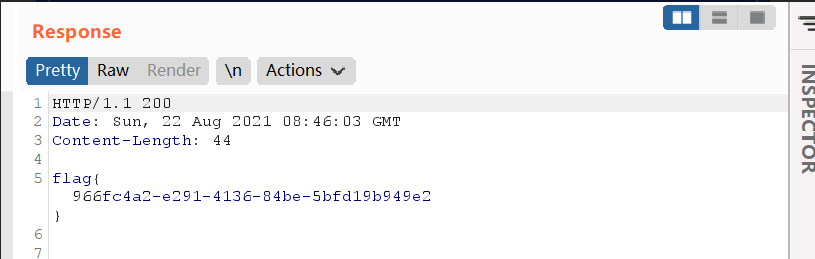 Response
Pretty Raw Render \n Actions
INSPECTOR
1 HTTP/1.1 200
2 Date: Sun, 22 Aug 2021 08:46:03 GMT
3 Content-Length: 44
4
5 flag{
966fc4a2-e291-4136-84be-5bfd19b949e2
}
6
7